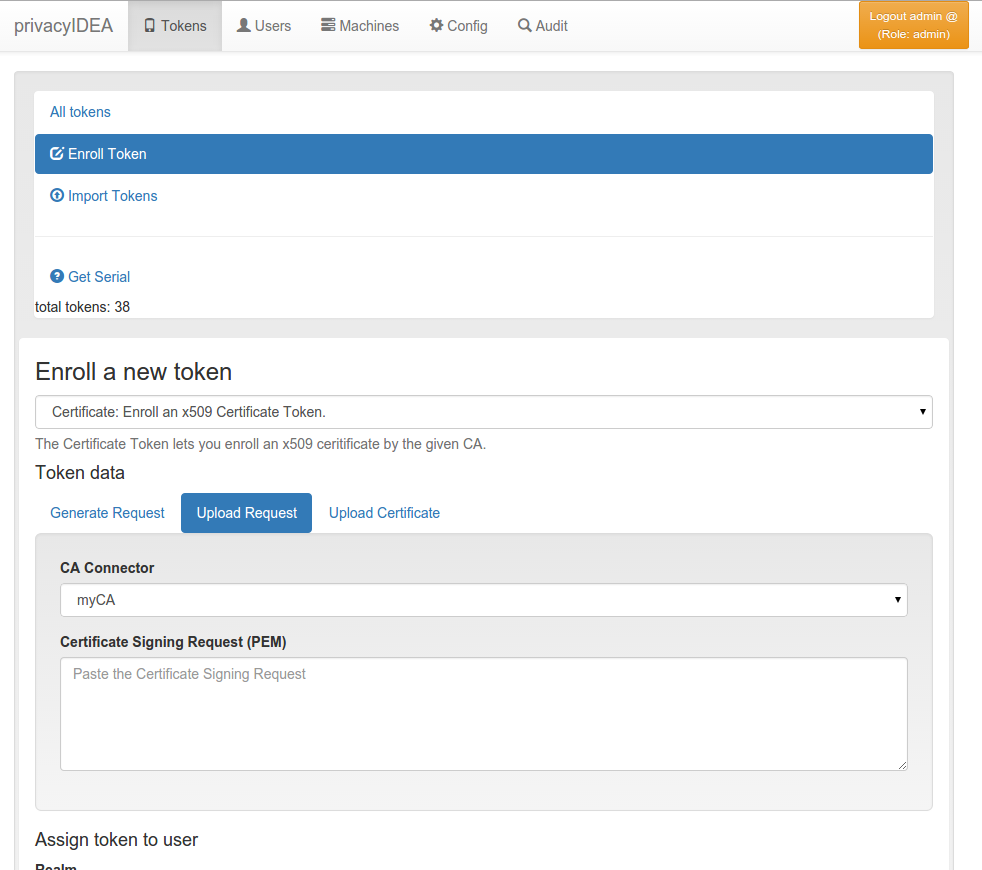 privacyIDEA Tokens Users Machines Config Audit Logout admin @
(Role: admin)
All tokens
Enroll Token
Import Tokens
Get Serial
total tokens: 38
Enroll a new token
Certificate: Enroll an x509 Certificate Token.
The Certificate Token lets you enroll an x509 ceritificate by the given CA.
Token data
Generate Request Upload Request Upload Certificate
CA Connector
myCA
Certificate Signing Request (PEM)
Paste the Certificate Signing Request
Assign token to user
Realm